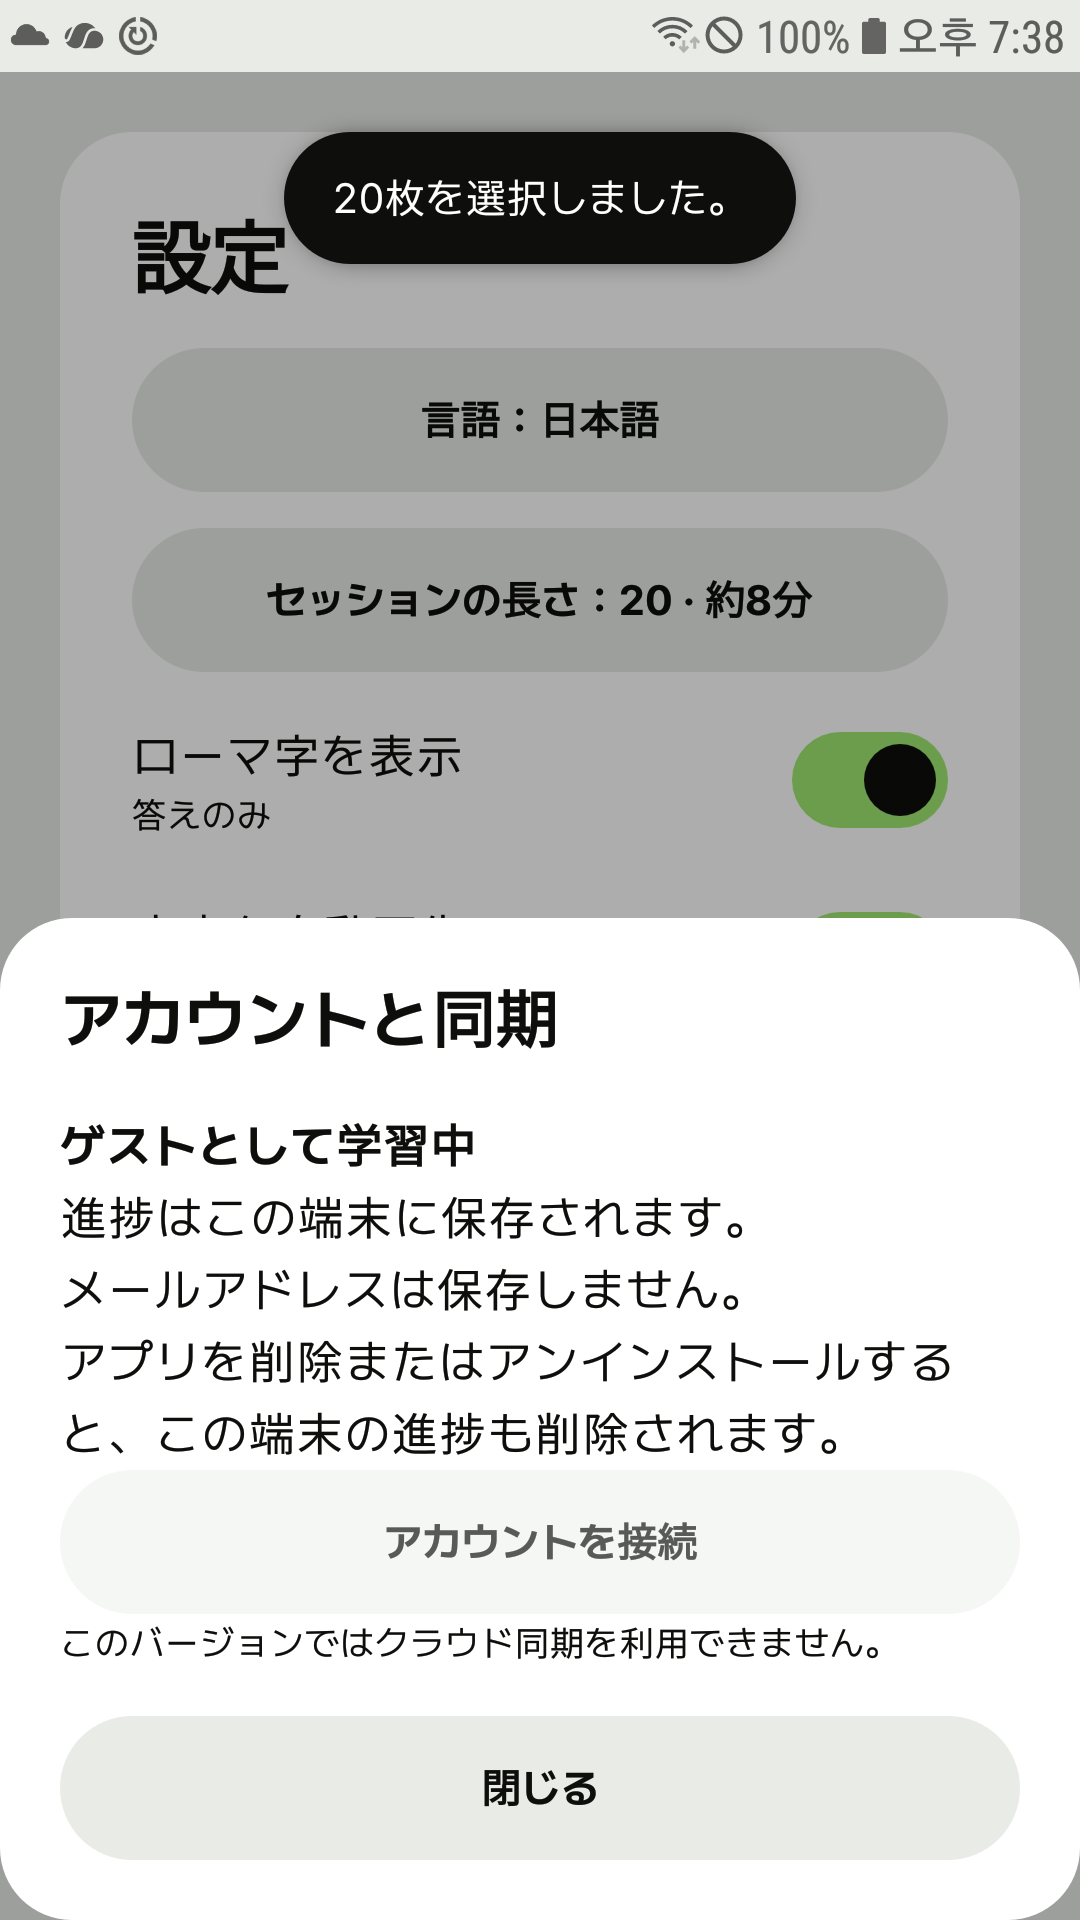 100% 오후 7:38
20枚を選択しました。
設定
言語：日本語
セッションの長さ：20 · 約8分
ローマ字を表示
答えのみ
アカウントと同期
ゲストとして学習中
進捗はこの端末に保存されます。
メールアドレスは保存しません。
アプリを削除またはアンインストールする
と、この端末の進捗も削除されます。
アカウントを接続
このバージョンではクラウド同期を利用できません。
閉じる